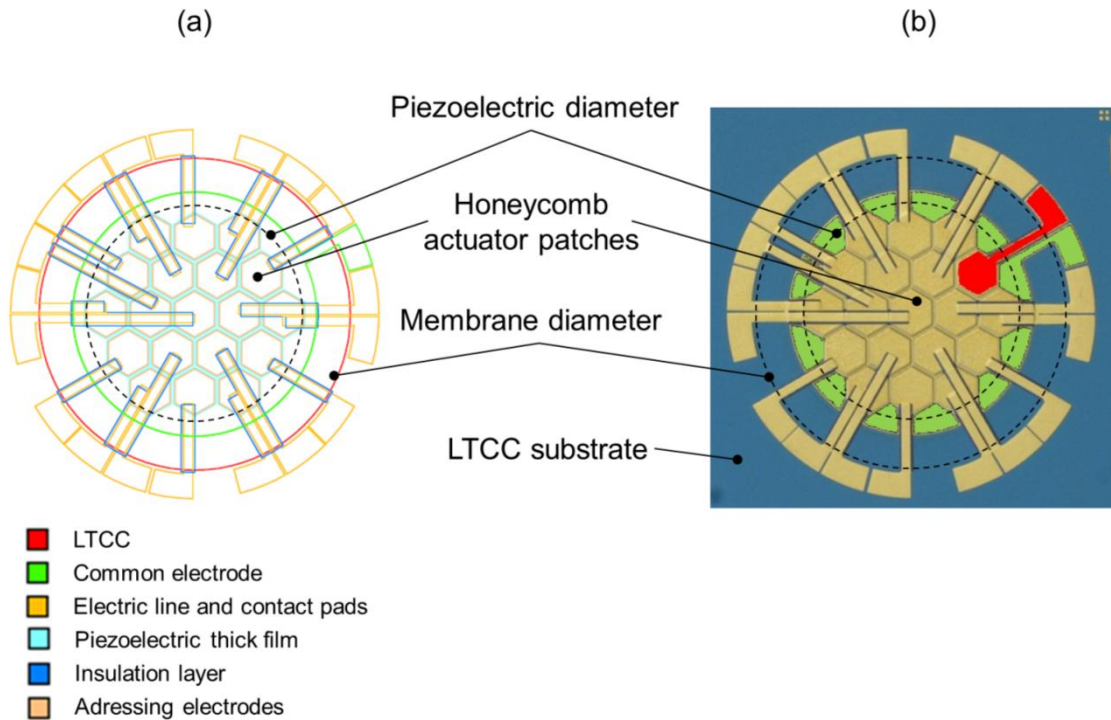 (a)
(b)
Piezoelectric diameter
Honeycomb
actuator patches
Membrane diameter
LTCC substrate
LTCC
Common electrode
Electric line and contact pads
Piezoelectric thick film
Insulation layer
Adressing electrodes